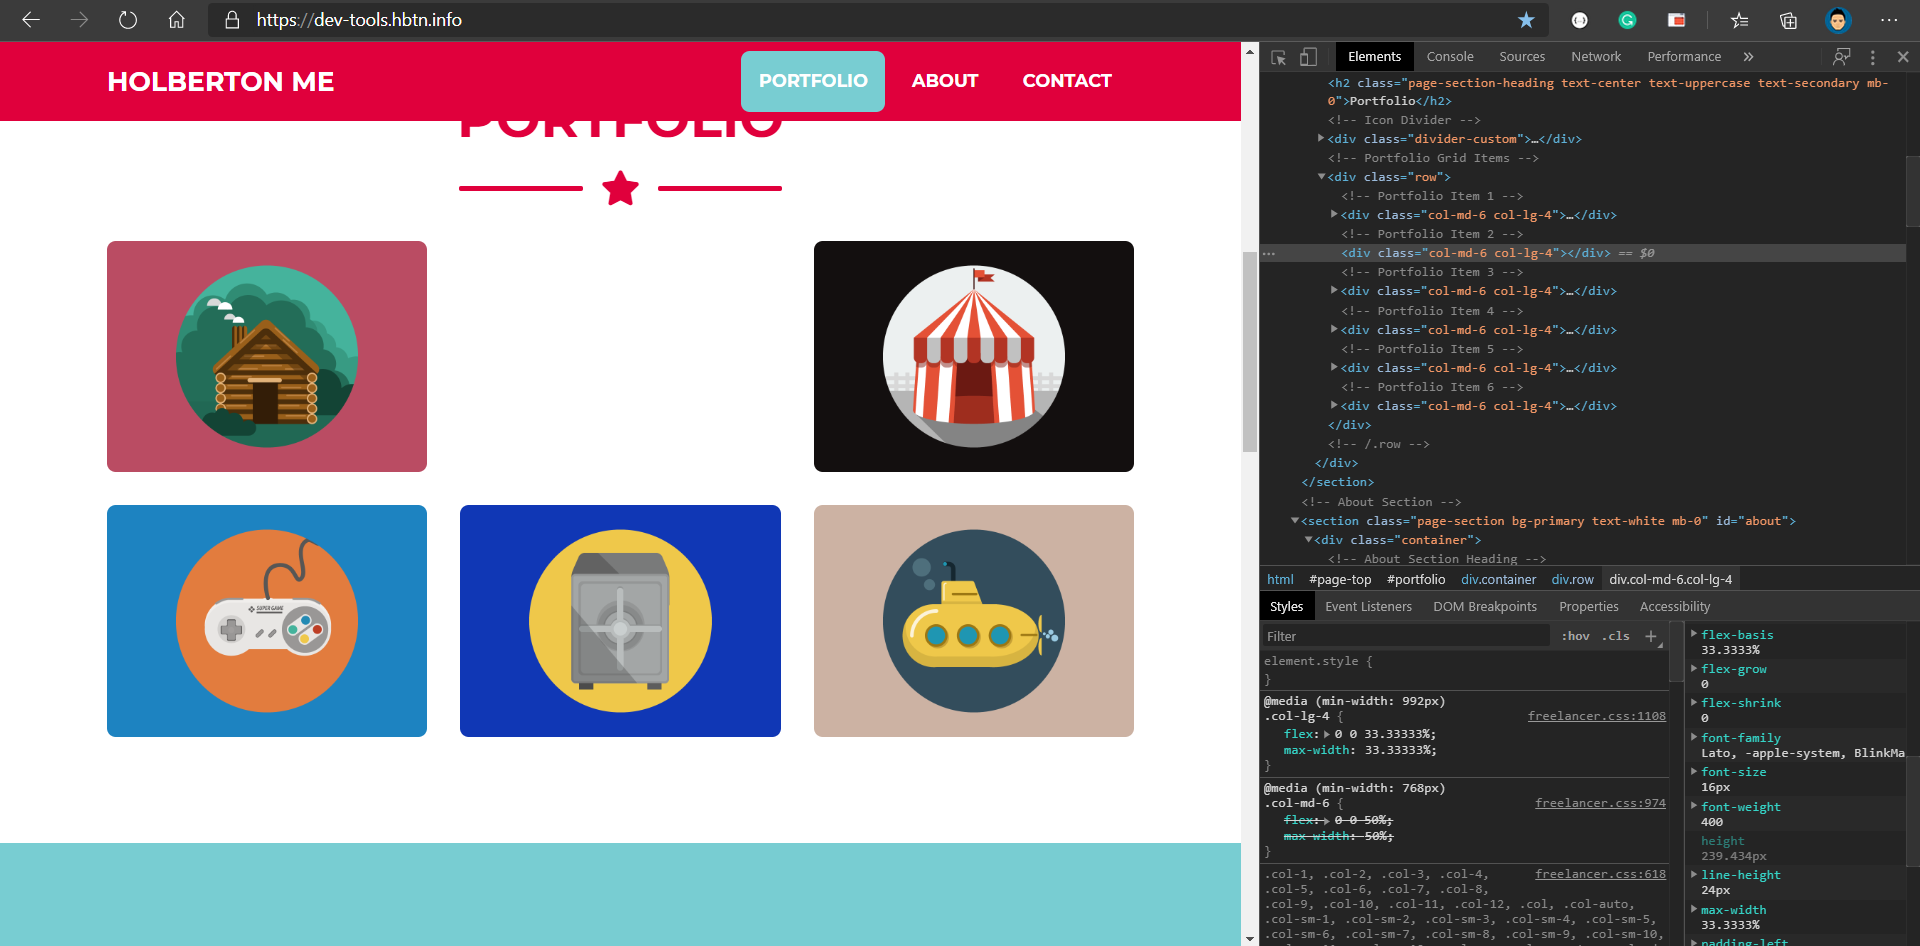 https://dev-tools.hbtn.info
HOLBERTON ME
PORTFOLIO
ABOUT
CONTACT
PORTFOLIO
SUPER GAME
Elements
Console
Sources
Network
Performance
<h2 class="page-section-heading text-center text-uppercase text-secondary mb-
0">Portfolio</h2>
<!-- Icon Divider -->
<div class="divider-custom">…</div>
<!-- Portfolio Grid Items -->
<div class="row">
<!-- Portfolio Item 1 -->
<div class="col-md-6 col-lg-4">…</div>
<!-- Portfolio Item 2 -->
<div class="col-md-6 col-lg-4"></div> == $0
<!-- Portfolio Item 3 -->
<div class="col-md-6 col-lg-4">…</div>
<!-- Portfolio Item 4 -->
<div class="col-md-6 col-lg-4">…</div>
<!-- Portfolio Item 5 -->
<div class="col-md-6 col-lg-4">…</div>
<!-- Portfolio Item 6 -->
<div class="col-md-6 col-lg-4">…</div>
</div>
<!-- /.row -->
</div>
</section>
<!-- About Section -->
<section class="page-section bg-primary text-white mb-0" id="about">
<div class="container">
<!-- About Section Heading -->
html #page-top #portfolio div.container div.row div.col-md-6.col-lg-4
Styles Event Listeners DOM Breakpoints Properties Accessibility
Filter
:hov .cls +
element.style {
}
@media (min-width: 992px)
.col-lg-4 {
freelancer.css:1108
flex: 0 0 33.33333%;
max-width: 33.33333%;
}
@media (min-width: 768px)
.col-md-6 {
freelancer.css:974
flex: 0 0 50%;
max-width: 50%;
}
.col-1, .col-2, .col-3, .col-4,
freelancer.css:618
.col-5, .col-6, .col-7, .col-8,
.col-9, .col-10, .col-11, .col-12, .col, .col-auto,
.col-sm-1, .col-sm-2, .col-sm-3, .col-sm-4, .col-sm-5,
.col-sm-6, .col-sm-7, .col-sm-8, .col-sm-9, .col-sm-10,
flex-basis
33.3333%
flex-grow
0
flex-shrink
0
font-family
Lato, -apple-system, BlinkMa
font-size
16px
font-weight
400
height
239.434px
line-height
24px
max-width
33.3333%
padding-left